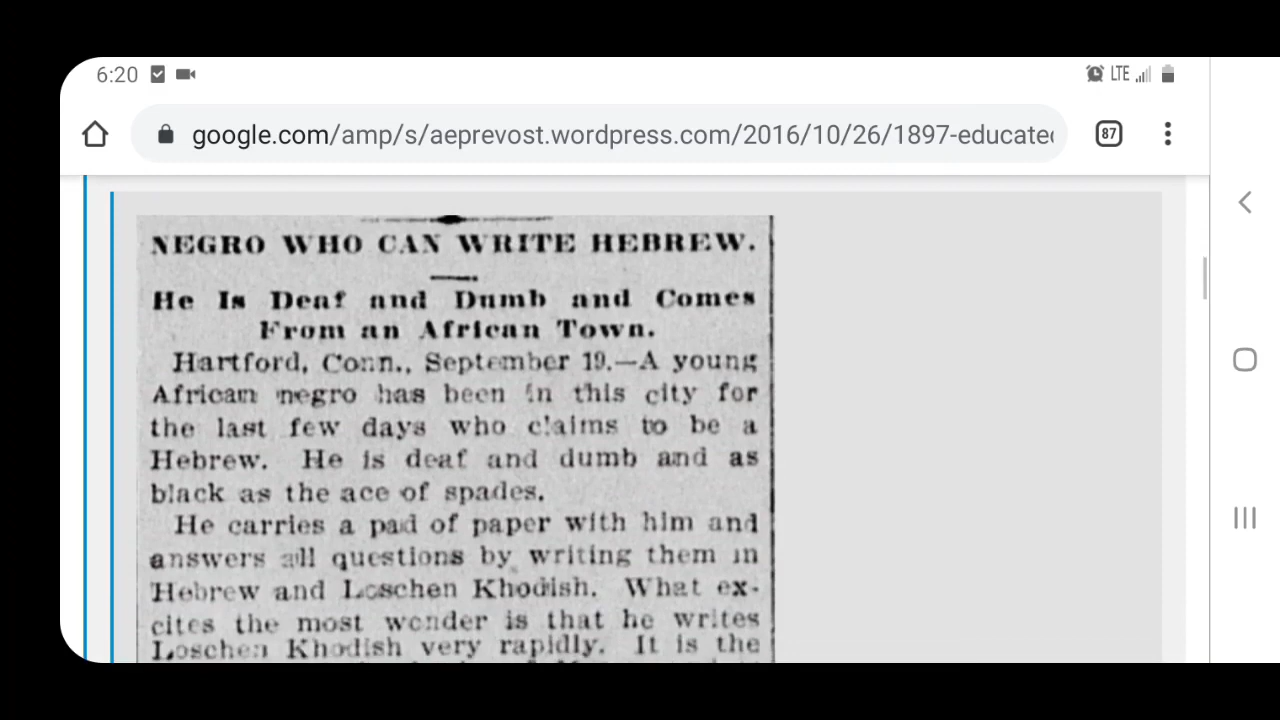 6:20 LTE
google.com/amp/s/aeprevost.wordpress.com/2016/10/26/1897-educated 87
NEGRO WHO CAN WRITE HEBREW.
He Is Deaf and Dumb and Comes
From an African Town.
Hartford, Conn., September 19.—A young
African negro has been in this city for
the last few days who claims to be a
Hebrew. He is deaf and dumb and as
black as the ace of spades.
He carries a pad of paper with him and
answers all questions by writing them in
Hebrew and Loschen Khodish. What ex-
cites the most wonder is that he writes
Loschen Khodish very rapidly. It is the